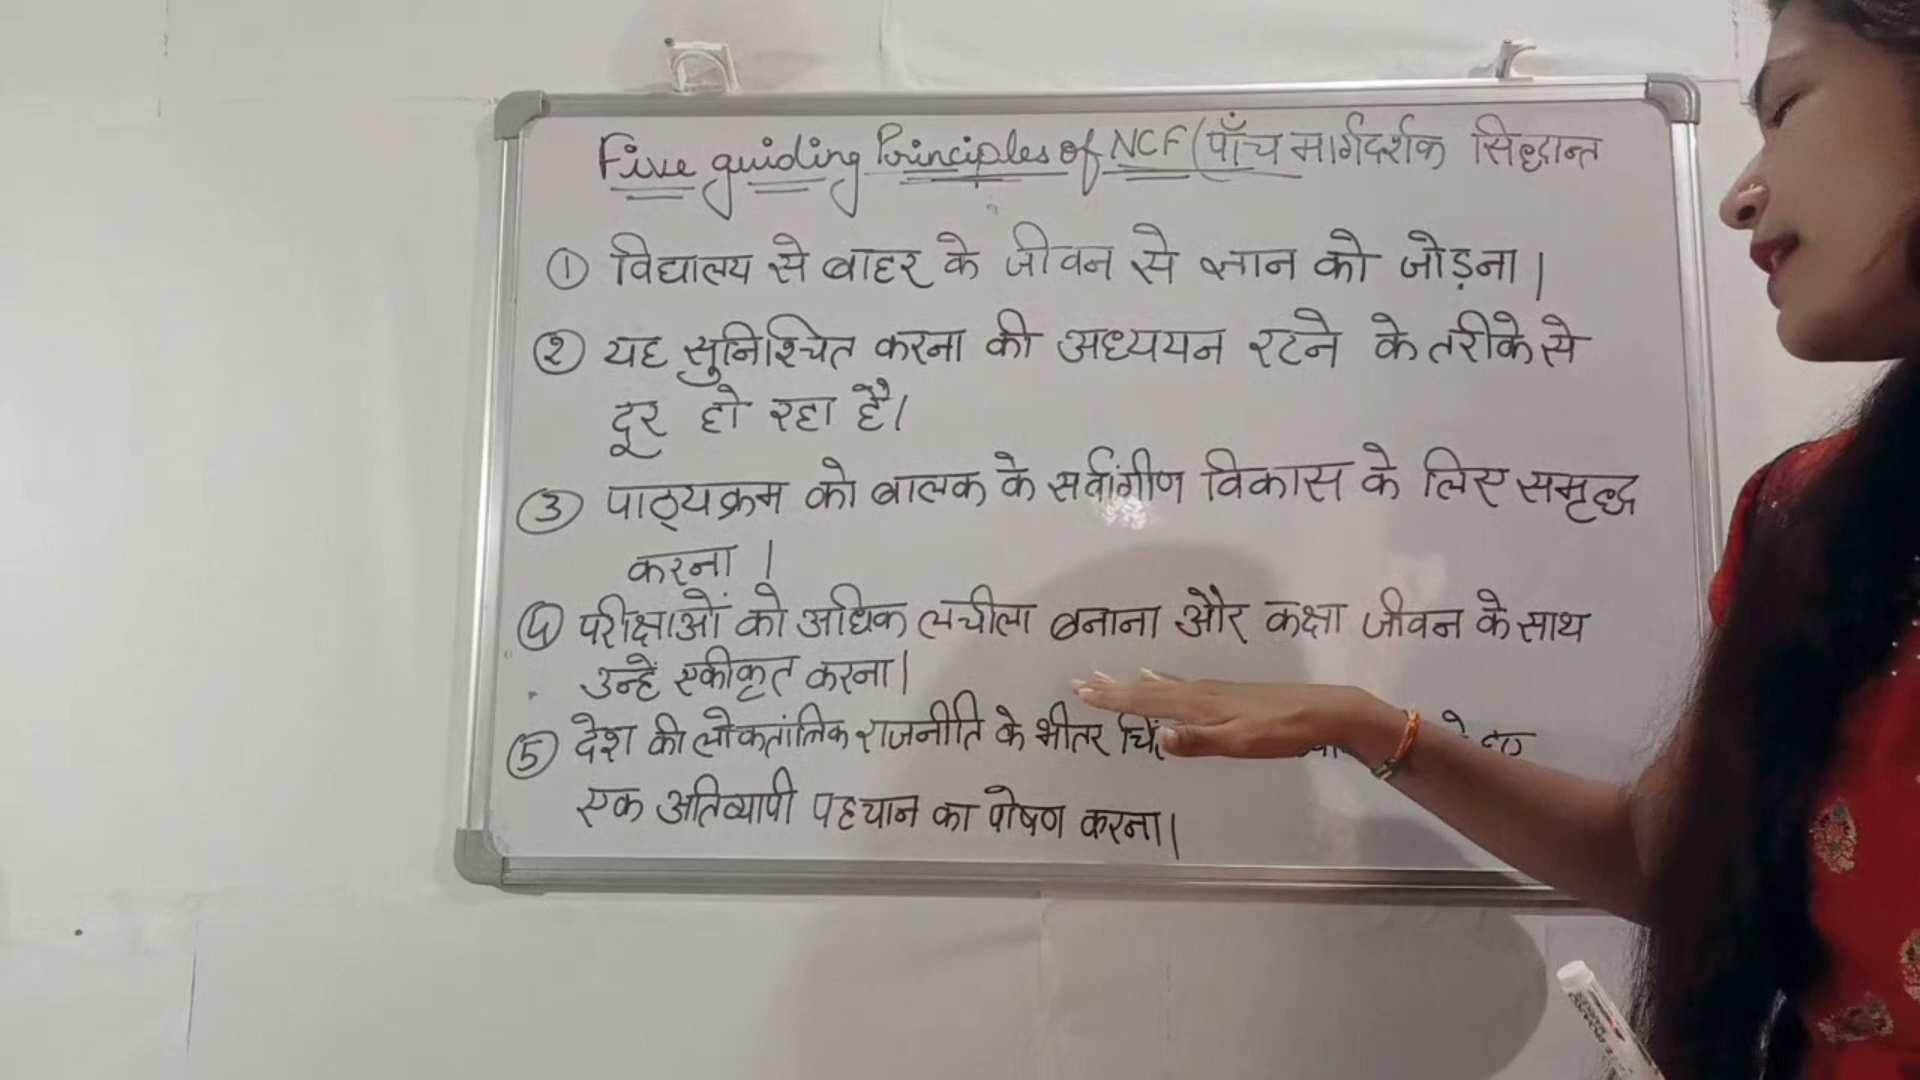 Five guiding Principles of NCF (पाँच मार्गदर्शक सिद्धान्त
① विद्यालय से बाहर के जीवन से ज्ञान को जोड़ना।
② यह सुनिश्चित करना की अध्ययन रटने के तरीके से
दूर हो रहा है।
③ पाठ्यक्रम को बालक के सर्वांगीण विकास के लिए समृद्ध
करना।
④ परीक्षाओं को अधिक लचीला बनाना और कक्षा जीवन के साथ
उन्हें एकीकृत करना।
⑤ देश की लोकतांत्रिक राजनीति के भीतर
एक अतिव्यापी पहचान का पोषण करना।